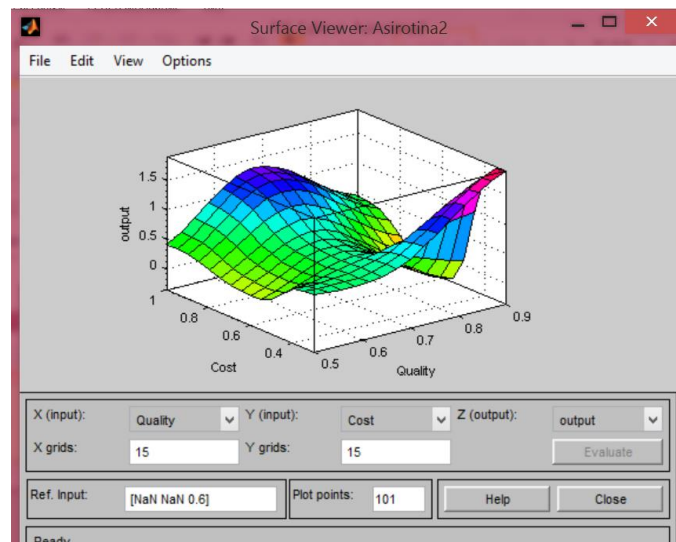 Surface Viewer: Asirotina2
File Edit View Options
1.5
1
0.5
0
output
1
0.8
0.6
0.4
Cost
0.5
0.6
0.7
0.8
0.9
Quality
X (input): Quality Y (input): Cost Z (output): output
X grids: 15 Y grids: 15 Evaluate
Ref. Input: [NaN NaN 0.6] Plot points: 101 Help Close
Ready